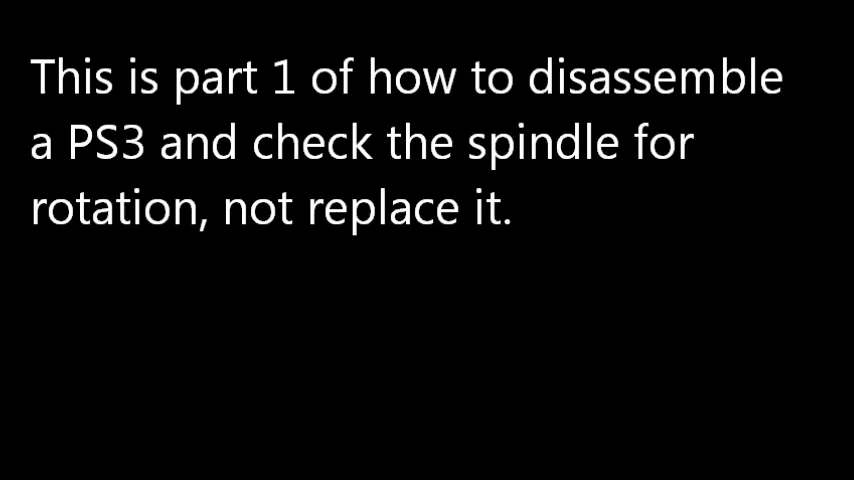 This is part 1 of how to disassemble
a PS3 and check the spindle for
rotation, not replace it.